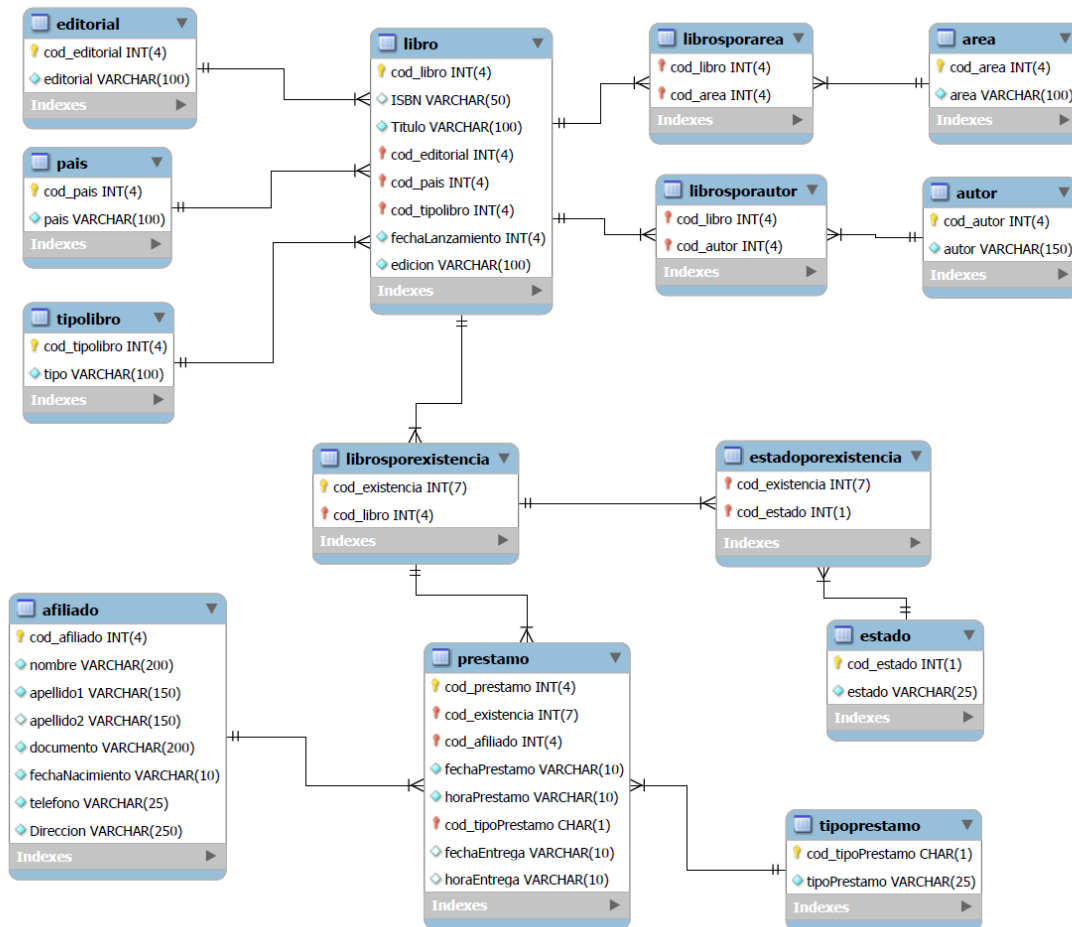 editorial
cod_editorial INT(4)
editorial VARCHAR(100)
Indexes
pais
cod_pais INT(4)
pais VARCHAR(100)
Indexes
tipolibro
cod_tipolibro INT(4)
tipo VARCHAR(100)
Indexes
libro
cod_libro INT(4)
ISBN VARCHAR(50)
Titulo VARCHAR(100)
cod_editorial INT(4)
cod_pais INT(4)
cod_tipolibro INT(4)
fechaLanzamiento INT(4)
edicion VARCHAR(100)
Indexes
librosporarea
cod_libro INT(4)
cod_area INT(4)
Indexes
area
cod_area INT(4)
area VARCHAR(100)
Indexes
librosporautor
cod_libro INT(4)
cod_autor INT(4)
Indexes
autor
cod_autor INT(4)
autor VARCHAR(150)
Indexes
librosporexistencia
cod_existencia INT(7)
cod_libro INT(4)
Indexes
estadoporexistencia
cod_existencia INT(7)
cod_estado INT(1)
Indexes
afiliado
cod_afiliado INT(4)
nombre VARCHAR(200)
apellido1 VARCHAR(150)
apellido2 VARCHAR(150)
documento VARCHAR(200)
fechaNacimiento VARCHAR(10)
telefono VARCHAR(25)
Direccion VARCHAR(250)
Indexes
prestamo
cod_prestamo INT(4)
cod_existencia INT(7)
cod_afiliado INT(4)
fechaPrestamo VARCHAR(10)
horaPrestamo VARCHAR(10)
cod_tipoPrestamo CHAR(1)
fechaEntrega VARCHAR(10)
horaEntrega VARCHAR(10)
Indexes
estado
cod_estado INT(1)
estado VARCHAR(25)
Indexes
tipoprestamo
cod_tipoPrestamo CHAR(1)
tipoPrestamo VARCHAR(25)
Indexes